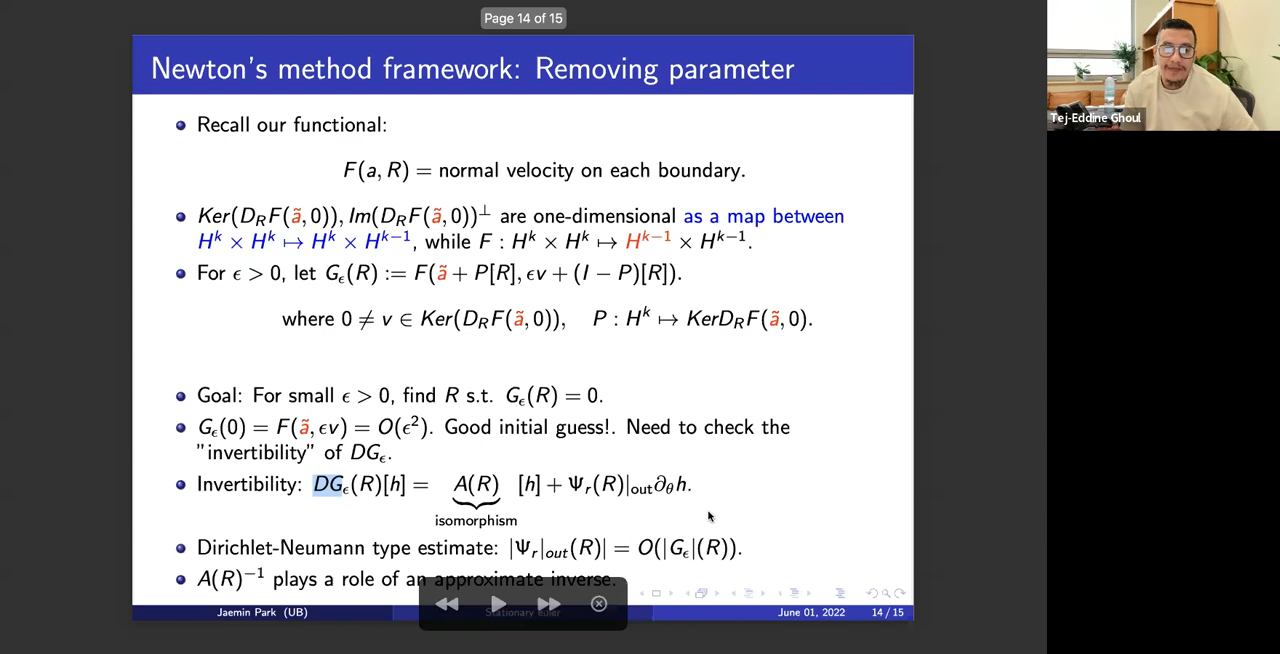 Page 14 of 15
Newton's method framework: Removing parameter
Tej-Eddine Ghoul
Recall our functional:
F(a, R) = normal velocity on each boundary.
Ker(D_R F(ã, 0)), Im(D_R F(ã, 0))^⊥ are one-dimensional as a map between
H^k × H^k ↦ H^k × H^{k−1}, while F : H^k × H^k ↦ H^{k−1} × H^{k−1}.
For ϵ > 0, let G_ϵ(R) := F(ã + P[R], ϵv + (I − P)[R]).
where 0 ≠ v ∈ Ker(D_R F(ã, 0)), P : H^k ↦ KerD_R F(ã, 0).
Goal: For small ϵ > 0, find R s.t. G_ϵ(R) = 0.
G_ϵ(0) = F(ã, ϵv) = O(ϵ²). Good initial guess!. Need to check the
"invertibility" of DG_ϵ.
Invertibility: DG_ϵ(R)[h] = A(R) [h] + Ψ_r(R)|_out ∂_θ h.
isomorphism
Dirichlet-Neumann type estimate: |Ψ_r|_out(R)| = O(|G_ϵ|(R)).
A(R)^{−1} plays a role of an approximate inverse.
Jaemin Park (UB)
Stationary euler
June 01, 2022
14 / 15